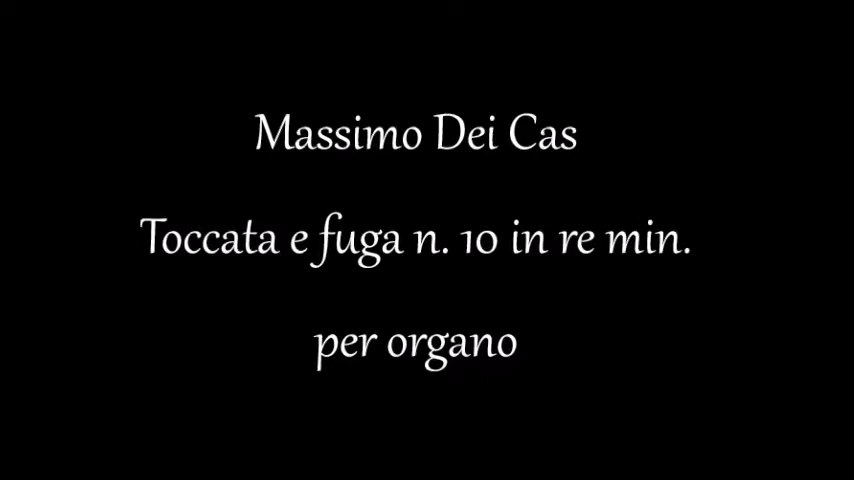 Massimo Dei Cas
Toccata e fuga n. 10 in re min.
per organo